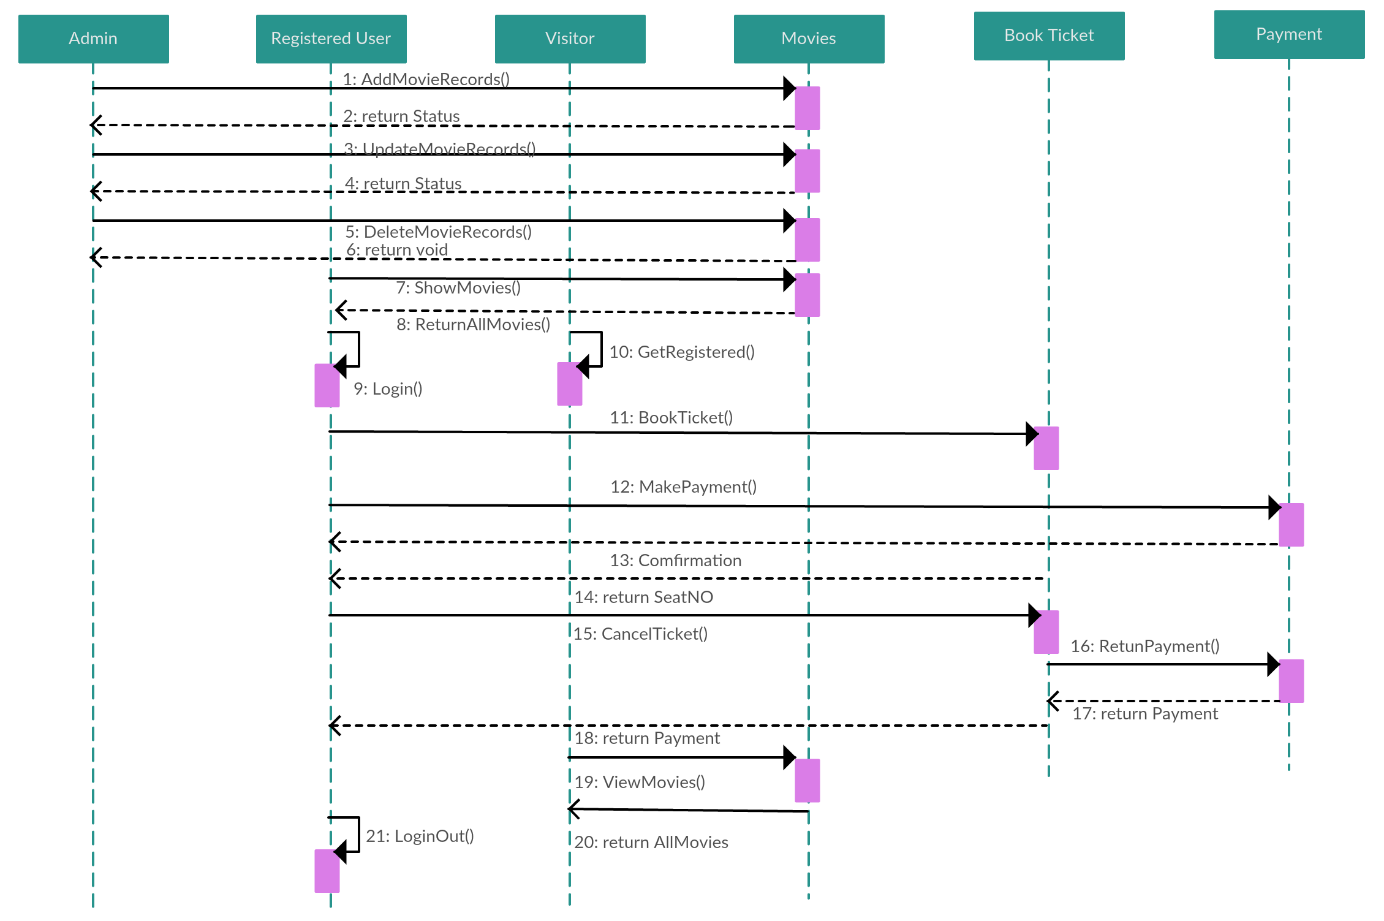 Admin
Registered User
Visitor
Movies
Book Ticket
Payment
1: AddMovieRecords()
2: return Status
3: UpdateMovieRecords()
4: return Status
5: DeleteMovieRecords()
6: return void
7: ShowMovies()
8: ReturnAllMovies()
10: GetRegistered()
9: Login()
11: BookTicket()
12: MakePayment()
13: Comfirmation
14: return SeatNO
15: CancelTicket()
16: RetunPayment()
17: return Payment
18: return Payment
19: ViewMovies()
21: LoginOut()
20: return AllMovies